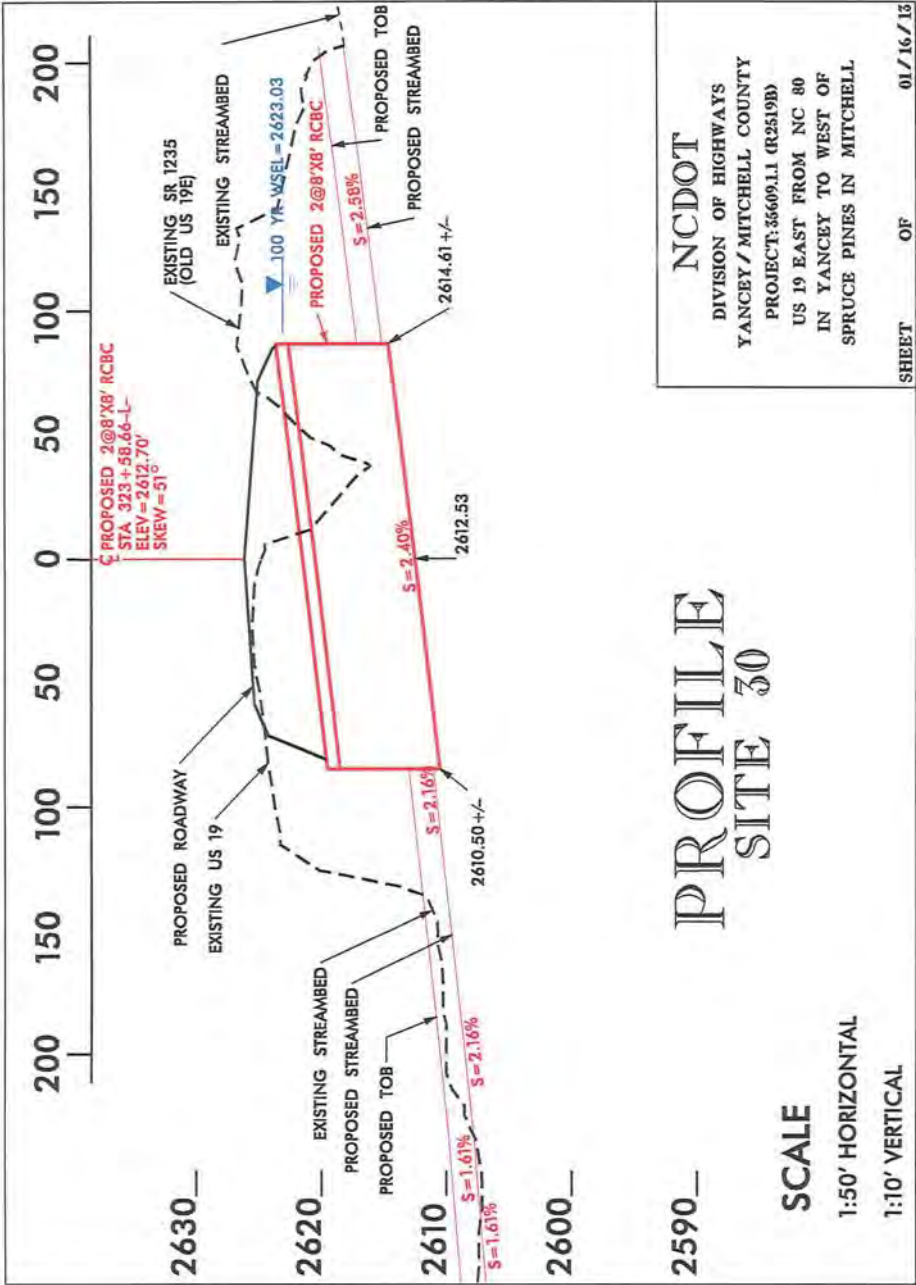 200
150
100
50
0
50
100
150
200
℄ PROPOSED 2@8'X8' RCBC
STA 323+58.66-L-
ELEV=2612.70'
SKEW=51°
EXISTING SR 1235
(OLD US 19E)
EXISTING STREAMBED
100 YR WSEL=2623.03
PROPOSED 2@8'X8' RCBC
PROPOSED TOB
PROPOSED STREAMBED
S=2.58%
2614.61 +/-
PROPOSED ROADWAY
EXISTING US 19
S=2.40%
2612.53
S=2.16%
2610.50 +/-
EXISTING STREAMBED
PROPOSED STREAMBED
PROPOSED TOB
S=2.16%
S=1.61%
S=1.61%
2630
2620
2610
2600
2590
PROFILE
SITE 30
SCALE
1:50' HORIZONTAL
1:10' VERTICAL
NCDOT
DIVISION OF HIGHWAYS
YANCEY / MITCHELL COUNTY
PROJECT: 35609.1.1 (R2519B)
US 19 EAST FROM NC 80
IN YANCEY TO WEST OF
SPRUCE PINES IN MITCHELL
SHEET OF 01/16/13